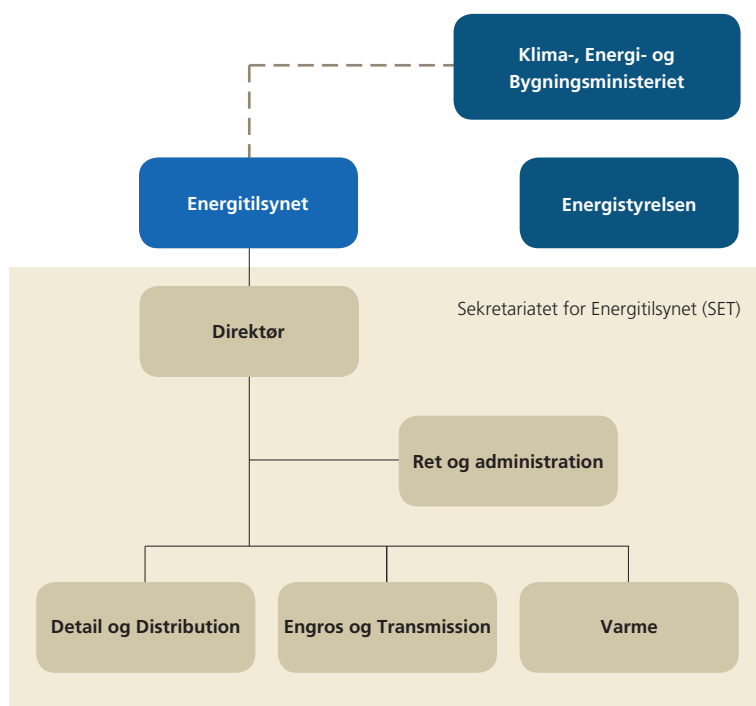 Klima-, Energi- og
Bygningsministeriet
Energitilsynet
Energistyrelsen
Sekretariatet for Energitilsynet (SET)
Direktør
Ret og administration
Detail og Distribution
Engros og Transmission
Varme